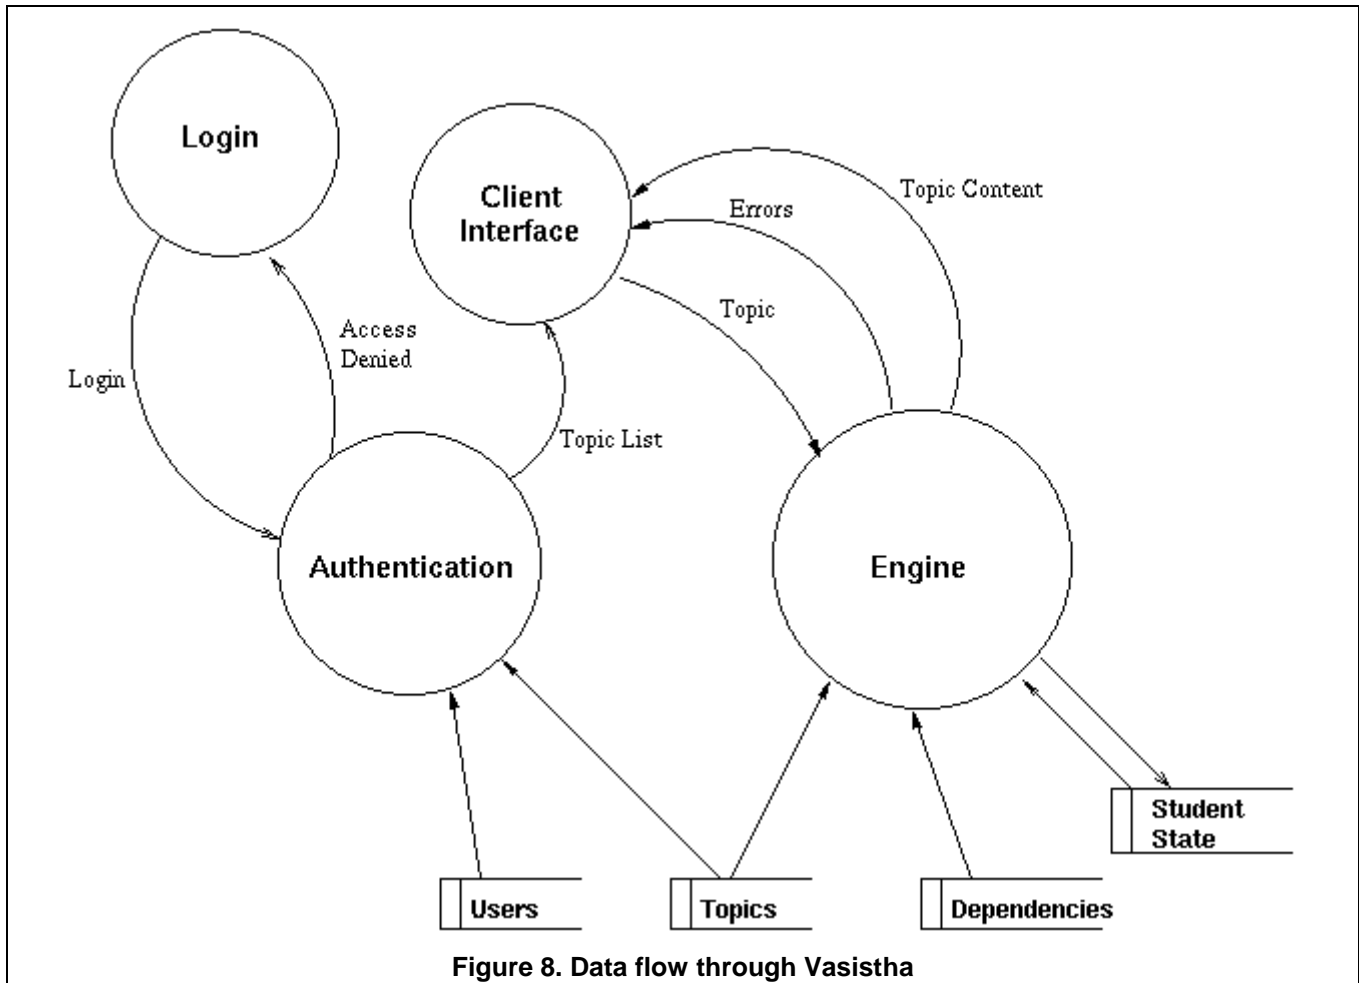 Login
Client
Interface
Topic Content
Errors
Topic
Access
Denied
Login
Topic List
Authentication
Engine
Student
State
Users
Topics
Dependencies
Figure 8. Data flow through Vasistha